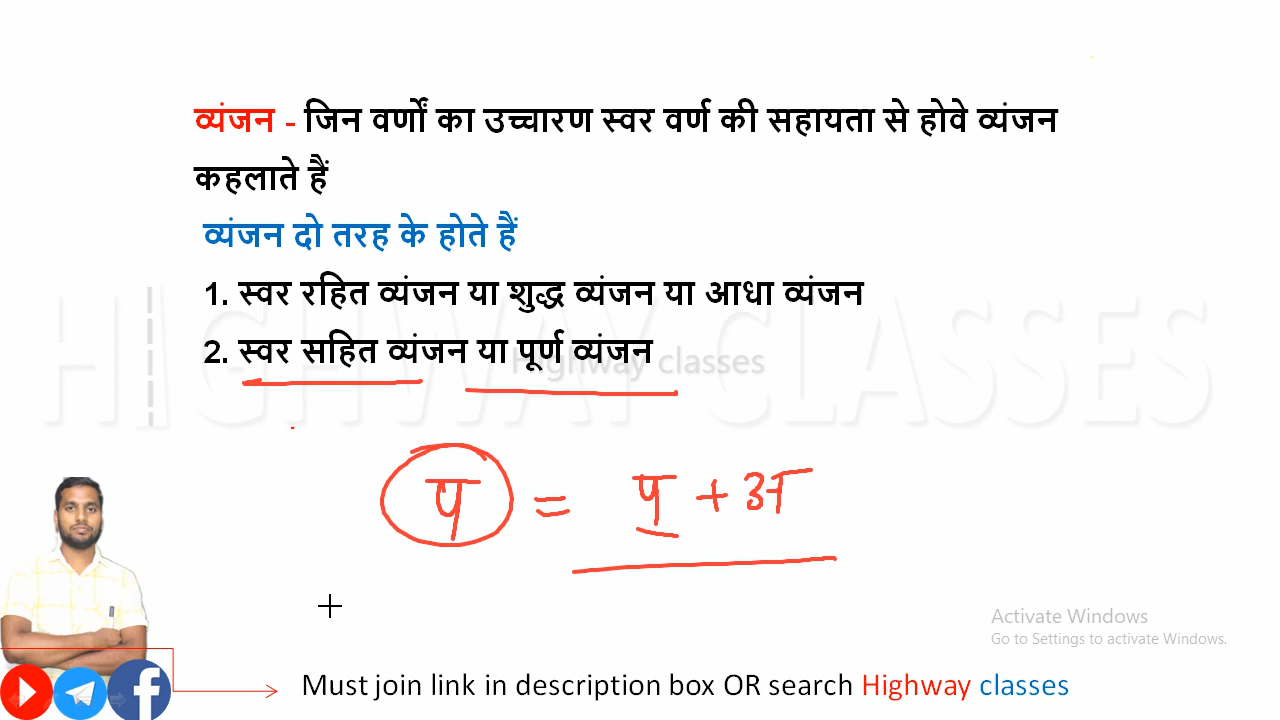 व्यंजन - जिन वर्णों का उच्चारण स्वर वर्ण की सहायता से होवे व्यंजन
कहलाते हैं
व्यंजन दो तरह के होते हैं
1. स्वर रहित व्यंजन या शुद्ध व्यंजन या आधा व्यंजन
2. स्वर सहित व्यंजन या पूर्ण व्यंजन
Highway classes
HIGHWAY CLASSES
प = प् + अ
Activate Windows
Go to Settings to activate Windows.
Must join link in description box OR search Highway classes